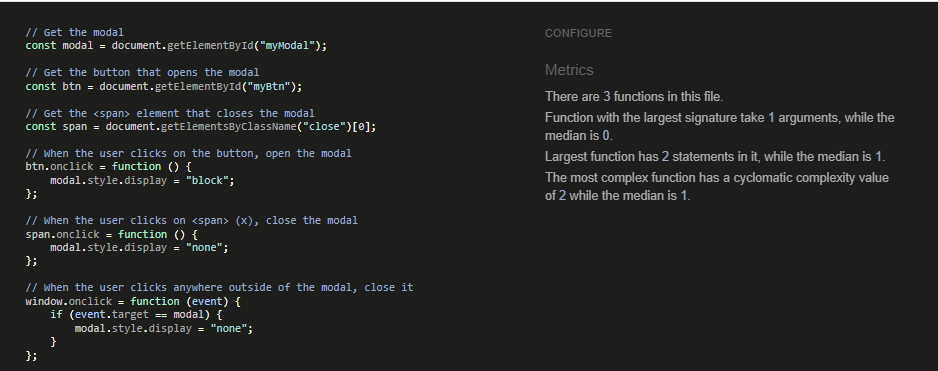 // Get the modal
const modal = document.getElementById("myModal");
// Get the button that opens the modal
const btn = document.getElementById("myBtn");
// Get the <span> element that closes the modal
const span = document.getElementsByClassName("close")[0];
// When the user clicks on the button, open the modal
btn.onclick = function () {
    modal.style.display = "block";
};
// When the user clicks on <span> (x), close the modal
span.onclick = function () {
    modal.style.display = "none";
};
// When the user clicks anywhere outside of the modal, close it
window.onclick = function (event) {
    if (event.target == modal) {
        modal.style.display = "none";
    }
};
CONFIGURE
Metrics
There are 3 functions in this file.
Function with the largest signature take 1 arguments, while the
median is 0.
Largest function has 2 statements in it, while the median is 1.
The most complex function has a cyclomatic complexity value
of 2 while the median is 1.